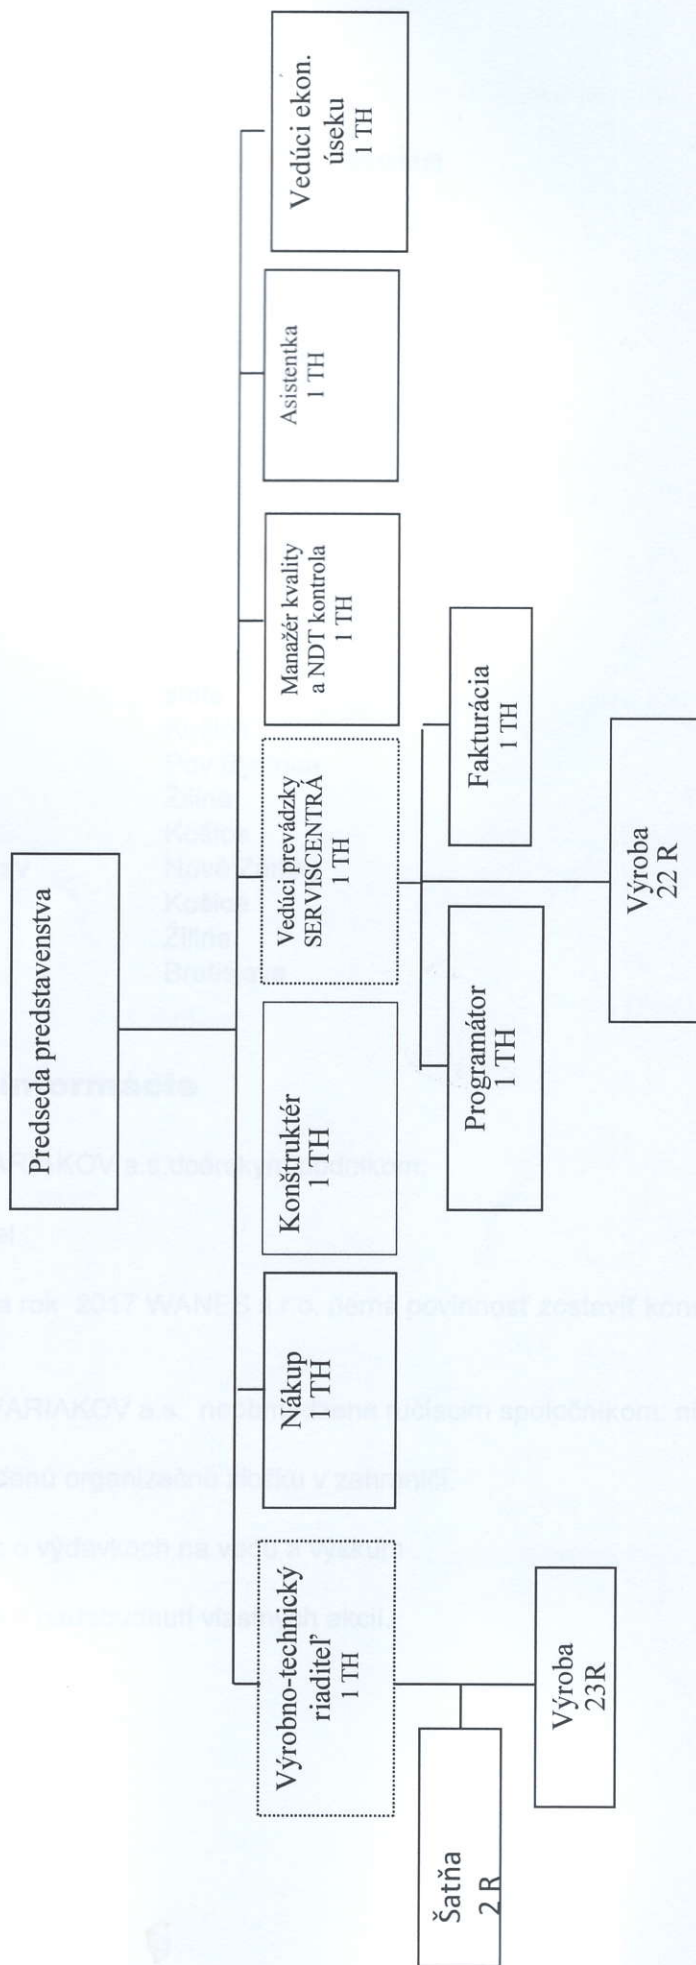 Predseda predstavenstva
Výrobno-technický
riaditeľ
1 TH
Nákup
1 TH
Konštruktér
1 TH
Vedúci prevádzky
SERVISCENTRA
1 TH
Manažér kvality
a NDT kontrola
1 TH
Asistentka
1 TH
Vedúci ekon.
úseku
1 TH
Šatňa
2 R
Výroba
23R
Programátor
1 TH
Fakturácia
1 TH
Výroba
22 R